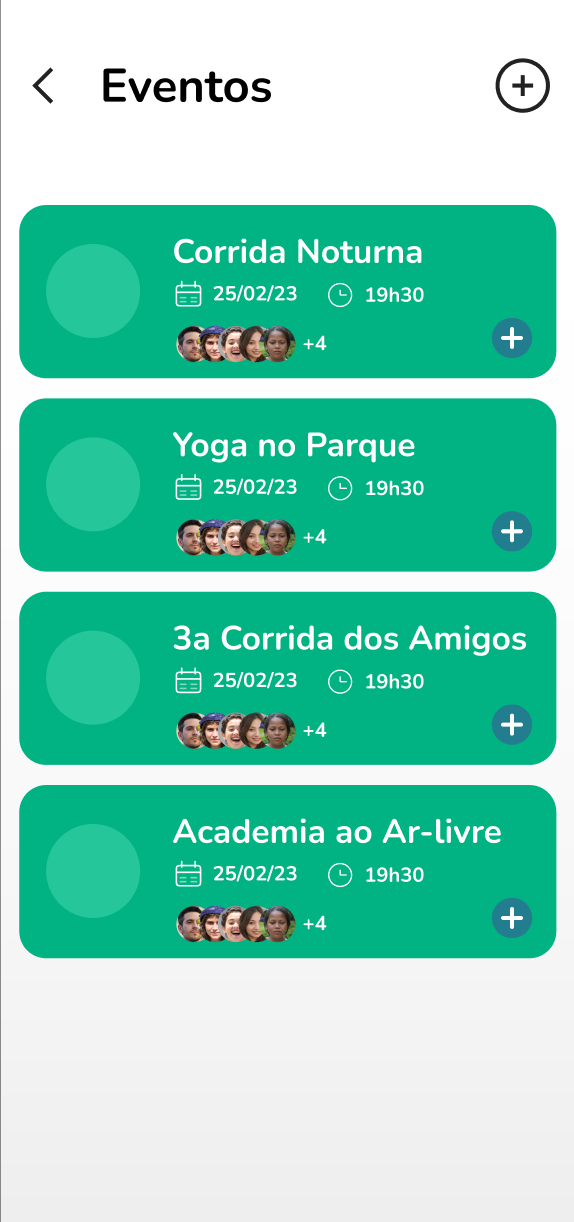 Eventos
Corrida Noturna
25/02/23 19h30
+4
Yoga no Parque
25/02/23 19h30
+4
3a Corrida dos Amigos
25/02/23 19h30
+4
Academia ao Ar-livre
25/02/23 19h30
+4